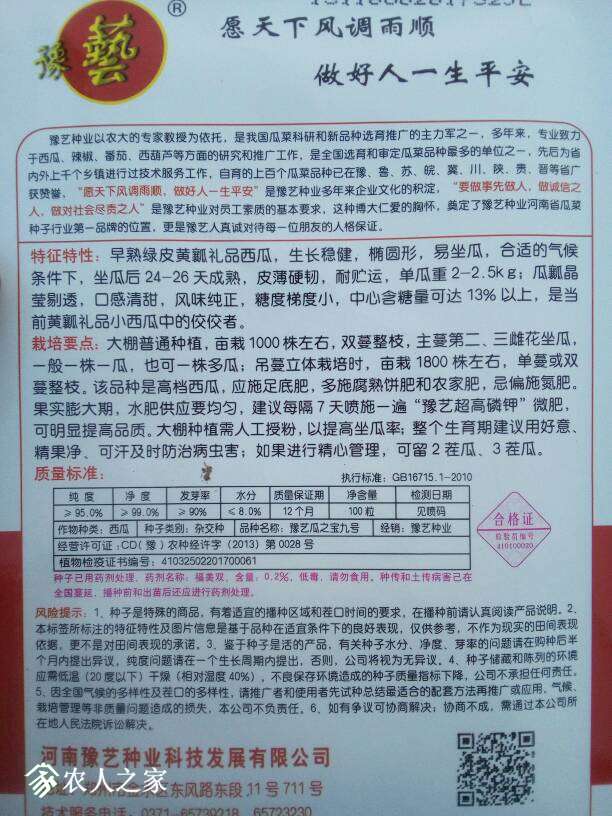 豫藝®
愿天下风调雨顺
做好人一生平安
豫艺种业以农大的专家教授为依托，是我国瓜菜科研和新品种选育推广的主力军之一，多年来，专业致力
于西瓜、辣椒、番茄、西葫芦等方面的研究和推广工作，是全国选育和审定瓜菜品种最多的单位之一，先后为省
内外上千个乡镇进行过技术服务工作，自育的上百个瓜菜品种已在豫、鲁、苏、皖、冀、川、陕、贵、晋等省广
获赞誉，“愿天下风调雨顺，做好人一生平安”是豫艺种业多年来企业文化的积淀，“要做事先做人，做诚信之
人，做对社会尽责之人”是豫艺种业对员工素质的基本要求，这种博大仁爱的胸怀，奠定了豫艺种业河南省瓜菜
种子行业第一品牌的位置，更是豫艺人真诚对待每一位朋友的人格保证。
特征特性：早熟绿皮黄瓤礼品西瓜，生长稳健，椭圆形，易坐瓜，合适的气候
条件下，坐瓜后24-26天成熟，皮薄硬韧，耐贮运，单瓜重2-2.5kg；瓜瓤晶
莹剔透，口感清甜，风味纯正，糖度梯度小，中心含糖量可达13%以上，是当
前黄瓤礼品小西瓜中的佼佼者。
栽培要点：大棚普通种植，亩栽1000株左右，双蔓整枝，主蔓第二、三雌花坐瓜，
一般一株一瓜，也可一株多瓜；吊蔓立体栽培时，亩栽1800株左右，单蔓或双
蔓整枝。该品种是高档西瓜，应施足底肥，多施腐熟饼肥和农家肥，忌偏施氮肥。
果实膨大期，水肥供应要均匀，建议每隔7天喷施一遍“豫艺超高磷钾”微肥，
可明显提高品质。大棚种植需人工授粉，以提高坐瓜率；整个生育期建议用好意、
精果净、可汗及时防治病虫害；如果进行精心管理，可留2茬瓜、3茬瓜。
质量标准：
执行标准：GB16715.1-2010
纯度 净度 发芽率 水分 质量保证期 净含量 检测日期
≥95.0% ≥99.0% ≥90% ≤8.0% 12个月 100粒 见喷码
作物种类：西瓜 种子类别：杂交种 品种名称：豫艺瓜之宝九号 经销：豫艺种业
经营许可证：CD（豫）农种经许字（2013）第0028号
植物检疫证书编号：41032502201700061
合格证
检验员编号
410100020
种子已用药剂处理，药剂名称：福美双，含量：0.2%，低毒，请勿食用。种传和土传病害已在
全国蔓延，播种前和出苗后还应进行药剂处理。
风险提示：1、种子是特殊的商品，有着适宜的播种区域和茬口时间的要求，在播种前请认真阅读产品说明。2、
本标签所标注的特征特性及图片信息是基于品种在适宜条件下的良好表现，仅供参考，不作为现实的田间表现
依据，更不是对田间表现的承诺。3、鉴于种子是活的产品，有关种子水分、净度、芽率的问题请在购种后半
个月内提出异议，纯度问题请在一个生长周期内提出，否则，公司将视为无异议。4、种子储藏和陈列的环境
应需低温（20度以下）干燥（相对湿度40%），不良保存环境造成的种子质量指标下降，公司不承担任何责任。
5、因全国气候的多样性及茬口的多样性，请推广者和使用者先试种总结最适合的配套方法再推广或应用，气候、
栽培管理等非质量问题造成的损失，本公司不负责任。6、如有争议可协商解决；协商不成，需通过本公司所
在地人民法院诉讼解决。
河南豫艺种业科技发展有限公司
农人之家
东风路东段11号711号
技术服务电话：0371-65739218 65723230